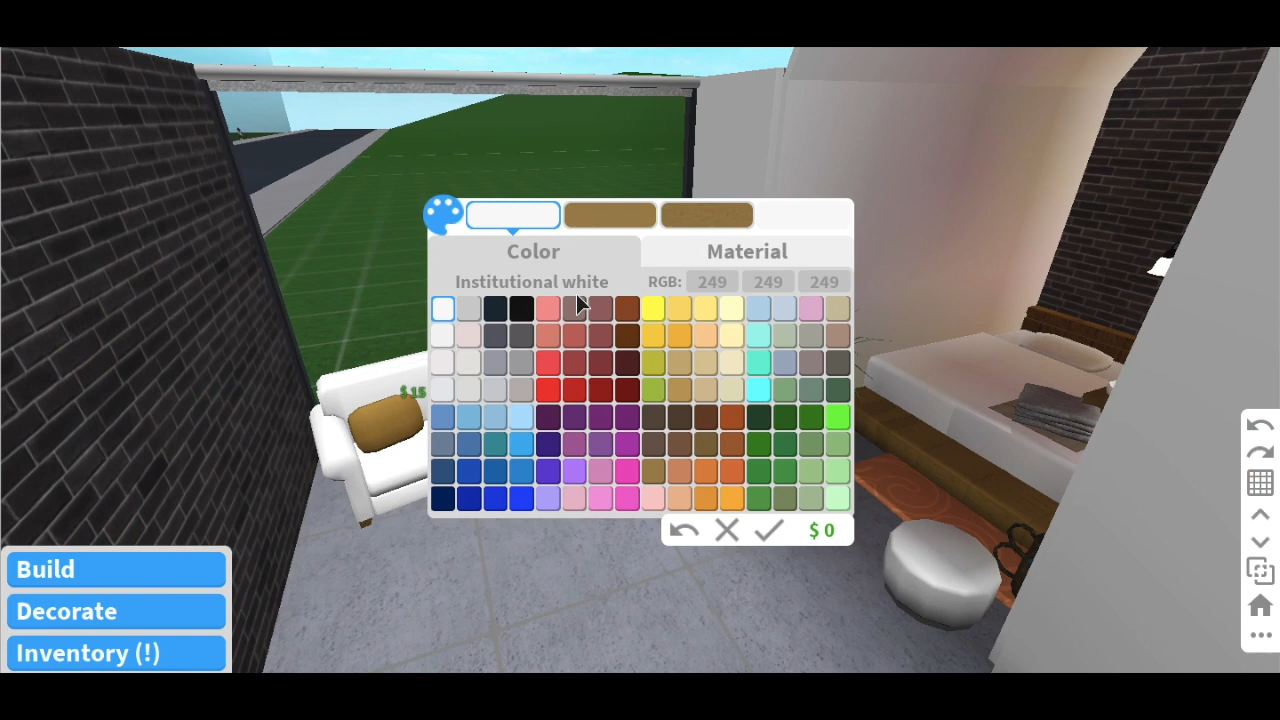 Color
Material
Institutional white
RGB: 249 249 249
$15
$ 0
Build
Decorate
Inventory (!)